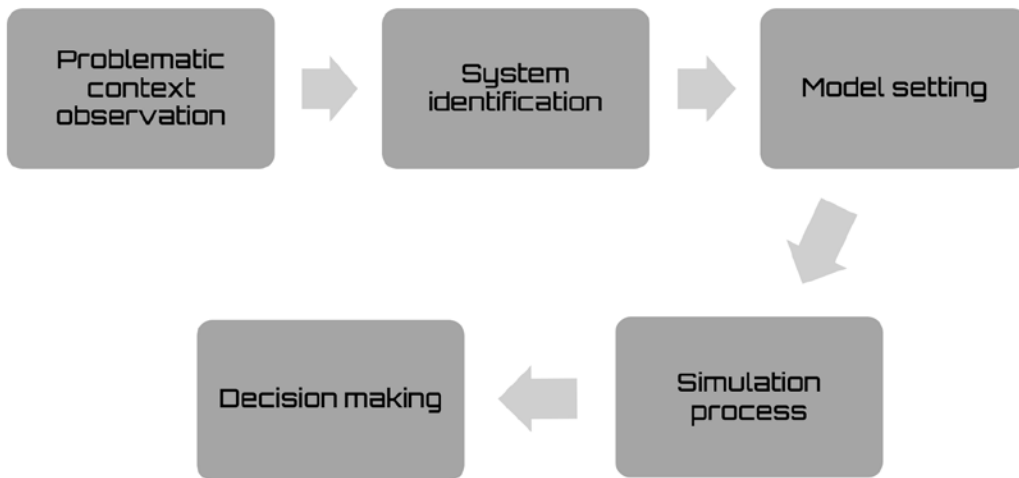 Problematic
context
observation
System
identification
Model setting
Simulation
process
Decision making